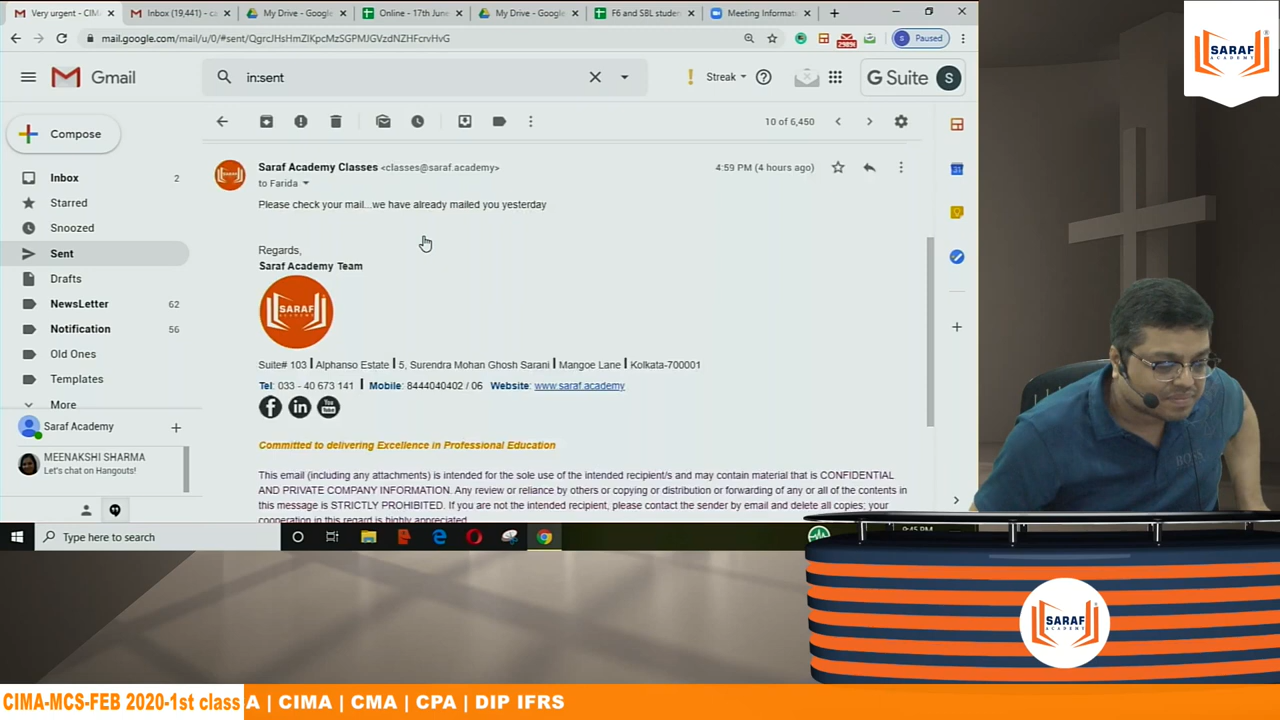 Very urgent - CIM
Inbox (19,441) - ca
My Drive - Google
Online - 17th June
My Drive - Google
F6 and SBL studen
Meeting Informati
mail.google.com/mail/u/0/#sent/QgrcJHsHmZlKpcMzSGPMJGVzdNZHFcrvHvG
S Paused
Gmail
in:sent
Streak
G Suite
S
Compose
10 of 6,450
Inbox 2
Starred
Snoozed
Sent
Drafts
NewsLetter 62
Notification 56
Old Ones
Templates
More
Saraf Academy
MEENAKSHI SHARMA
Let's chat on Hangouts!
Saraf Academy Classes <classes@saraf.academy>
4:59 PM (4 hours ago)
to Farida
Please check your mail...we have already mailed you yesterday
Regards,
Saraf Academy Team
SARAF
Suite# 103 | Alphanso Estate | 5, Surendra Mohan Ghosh Sarani | Mangoe Lane | Kolkata-700001
Tel: 033 - 40 673 141 | Mobile: 8444040402 / 06 Website: www.saraf.academy
You
Committed to delivering Excellence in Professional Education
This email (including any attachments) is intended for the sole use of the intended recipient/s and may contain material that is CONFIDENTIAL
AND PRIVATE COMPANY INFORMATION. Any review or reliance by others or copying or distribution or forwarding of any or all of the contents in
this message is STRICTLY PROHIBITED. If you are not the intended recipient, please contact the sender by email and delete all copies; your
cooperation in this regard is highly appreciated.
Type here to search
SARAF
ACADEMY
BOSS
SARAF
ACADEMY
CIMA-MCS-FEB 2020-1st class
A | CIMA | CMA | CPA | DIP IFRS